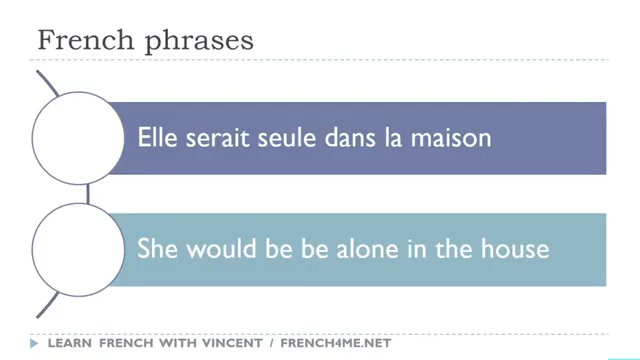 French phrases
Elle serait seule dans la maison
She would be be alone in the house
LEARN FRENCH WITH VINCENT / FRENCH4ME.NET